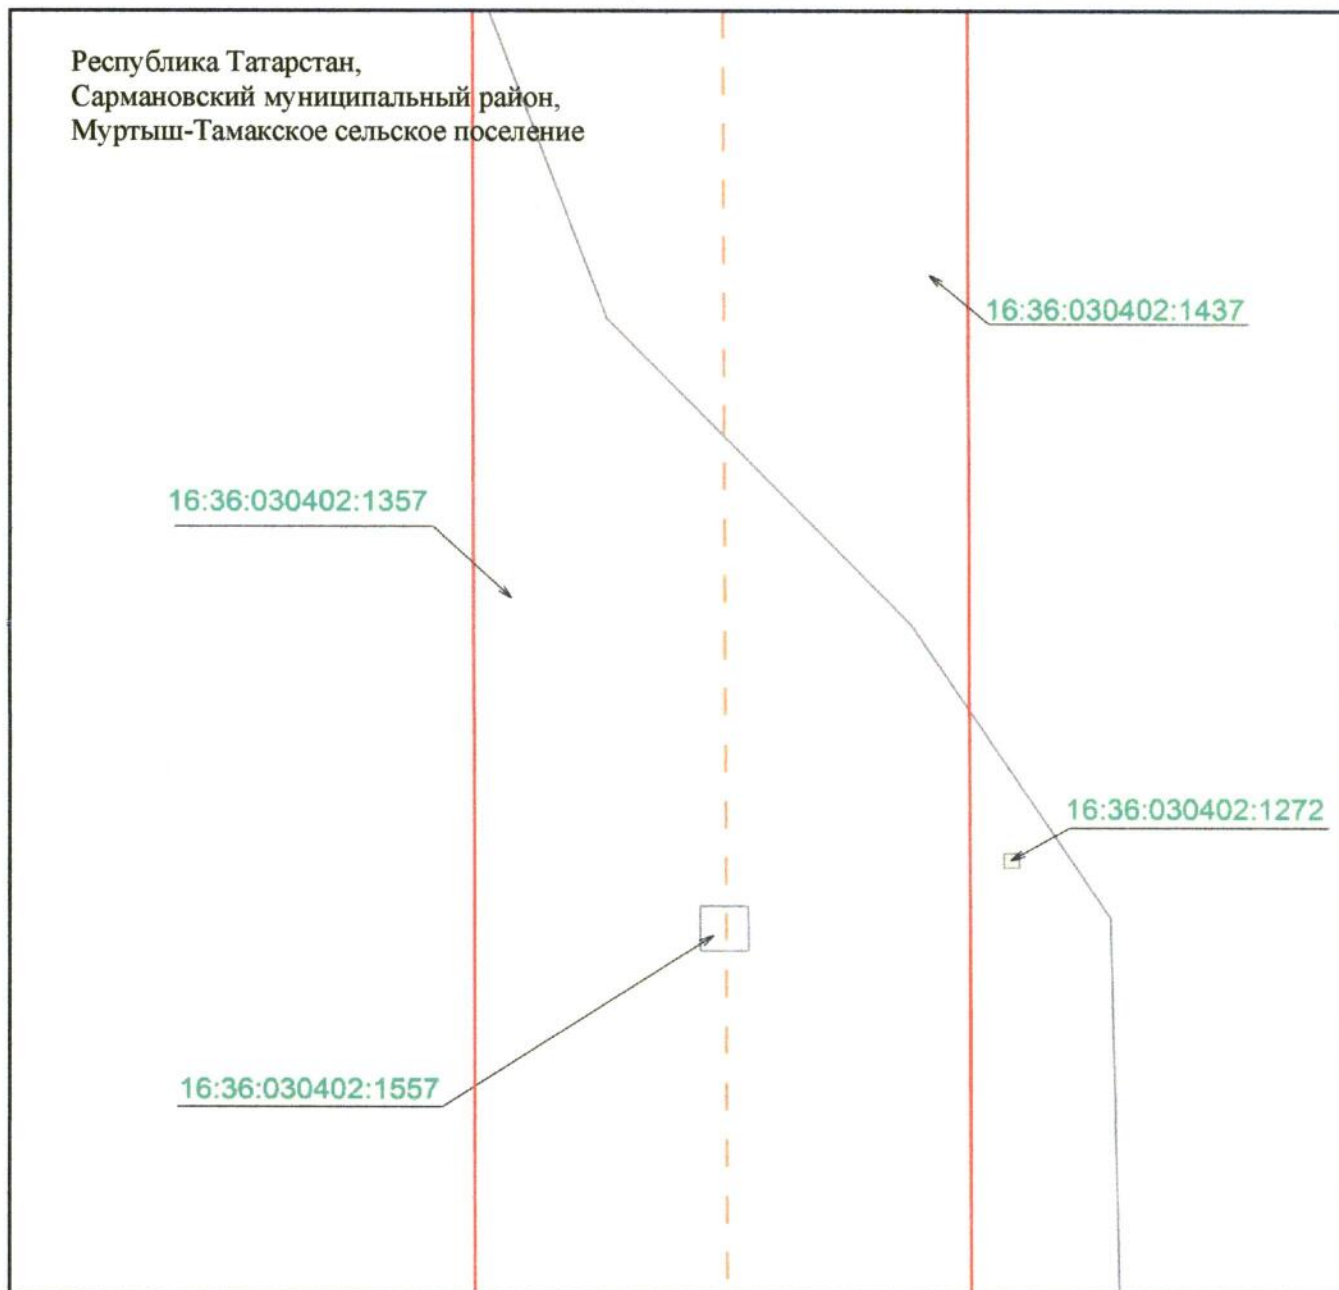 Республика Татарстан,
Сармановский муниципальный район,
Муртыш-Тамакское сельское поселение
16:36:030402:1437
16:36:030402:1357
16:36:030402:1272
16:36:030402:1557